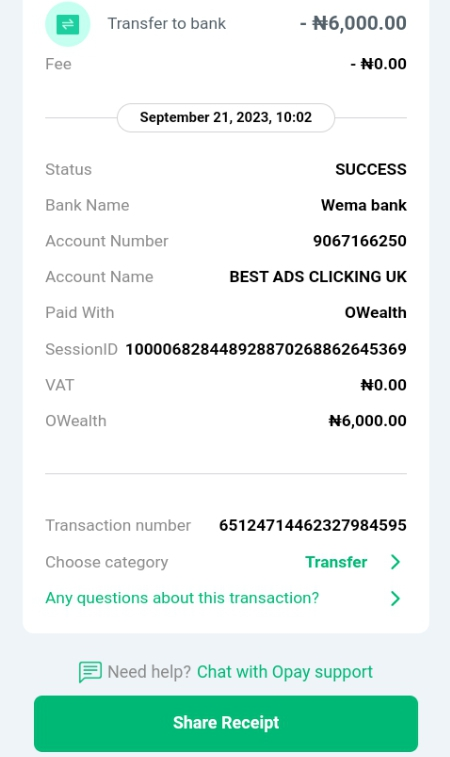 Transfer to bank - ₦6,000.00
Fee - ₦0.00
September 21, 2023, 10:02
Status SUCCESS
Bank Name Wema bank
Account Number 9067166250
Account Name BEST ADS CLICKING UK
Paid With OWealth
SessionID 100006828448928870268862645369
VAT ₦0.00
OWealth ₦6,000.00
Transaction number 65124714462327984595
Choose category Transfer
Any questions about this transaction?
Need help? Chat with Opay support
Share Receipt